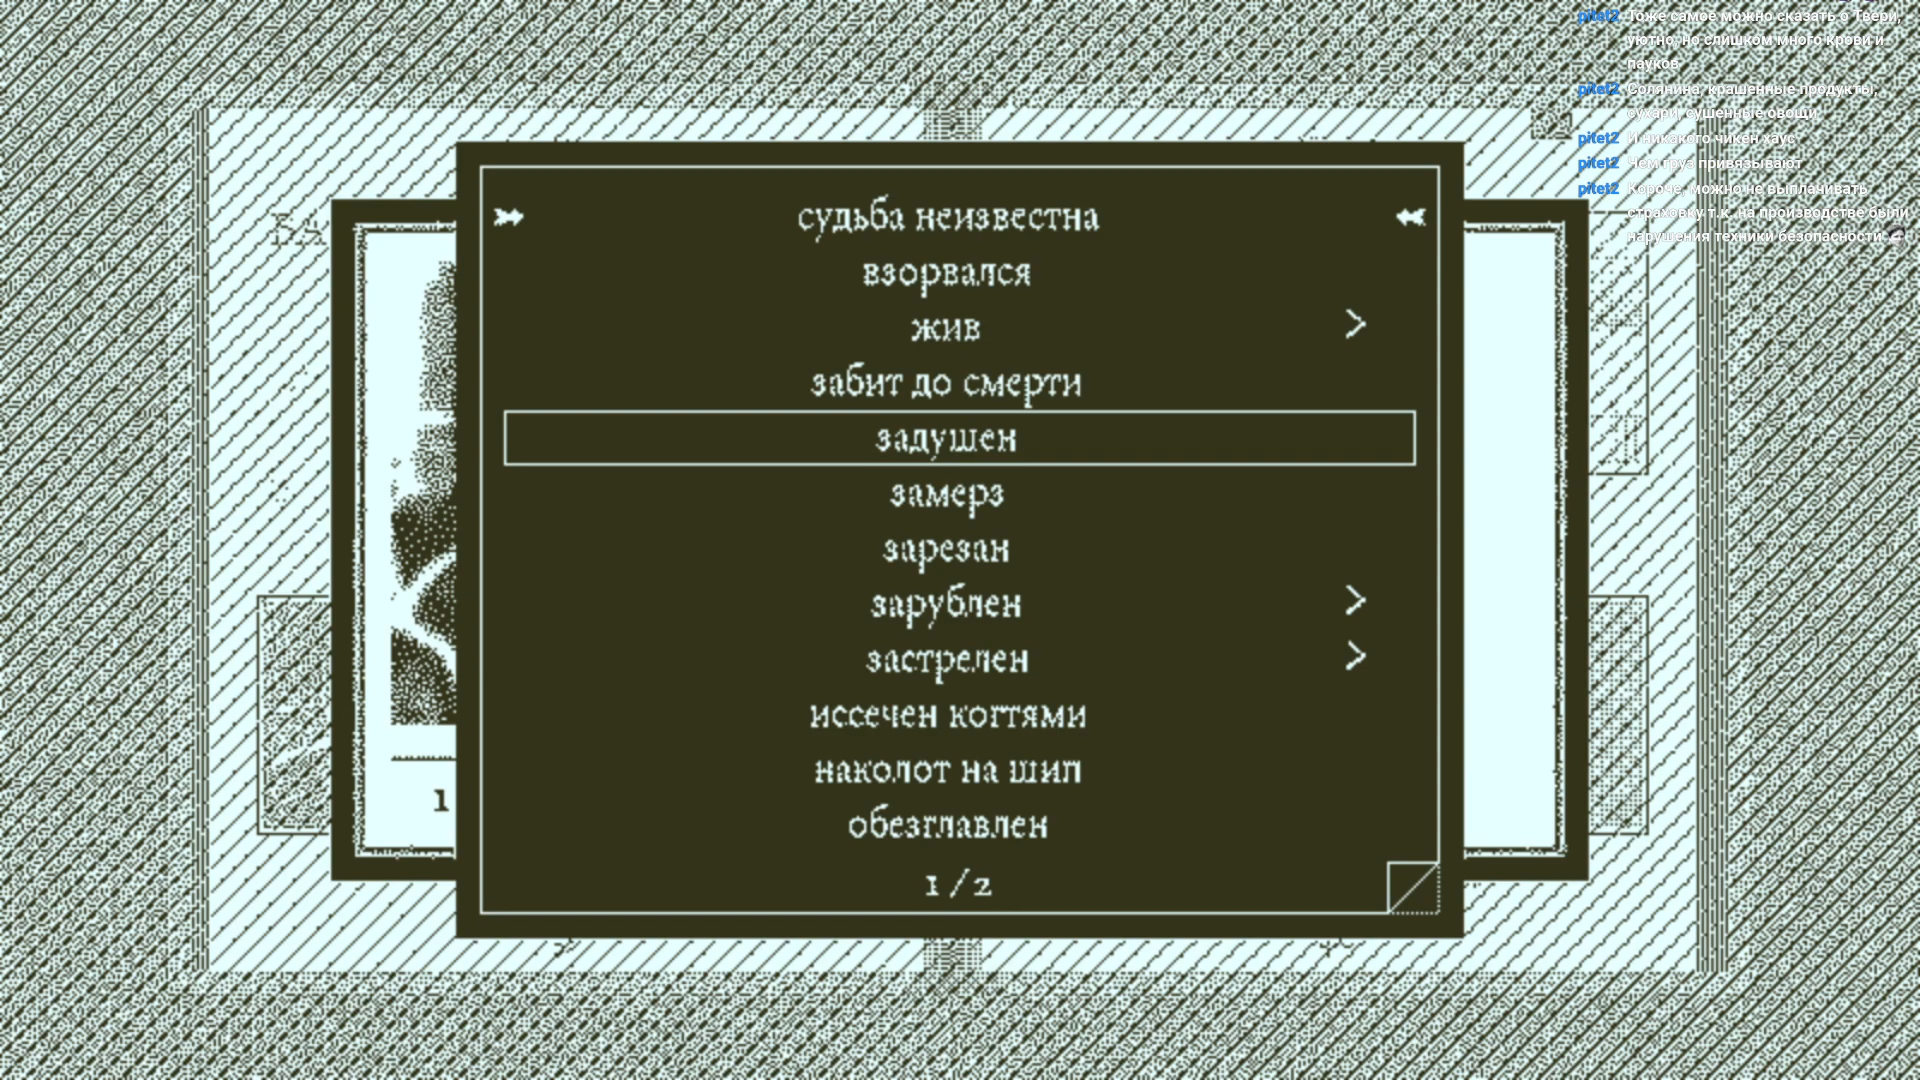 pitet2 Тоже самое можно сказать о Твери,
уютно, но слишком много крови и
пауков
pitet2 Солянина, крашенные продукты,
сухари, сушенные овощи
pitet2 И никакого чикен хаус
pitet2 Чем груз привязывают
pitet2 Короче, можно не выплачивать
страховку т.к. на производстве были
нарушения техники безопасности
судьба неизвестна
взорвался
жив >
забит до смерти
задушен
замерз
зарезан
зарублен >
застрелен >
иссечен когтями
наколот на шип
обезглавлен
1/2
1